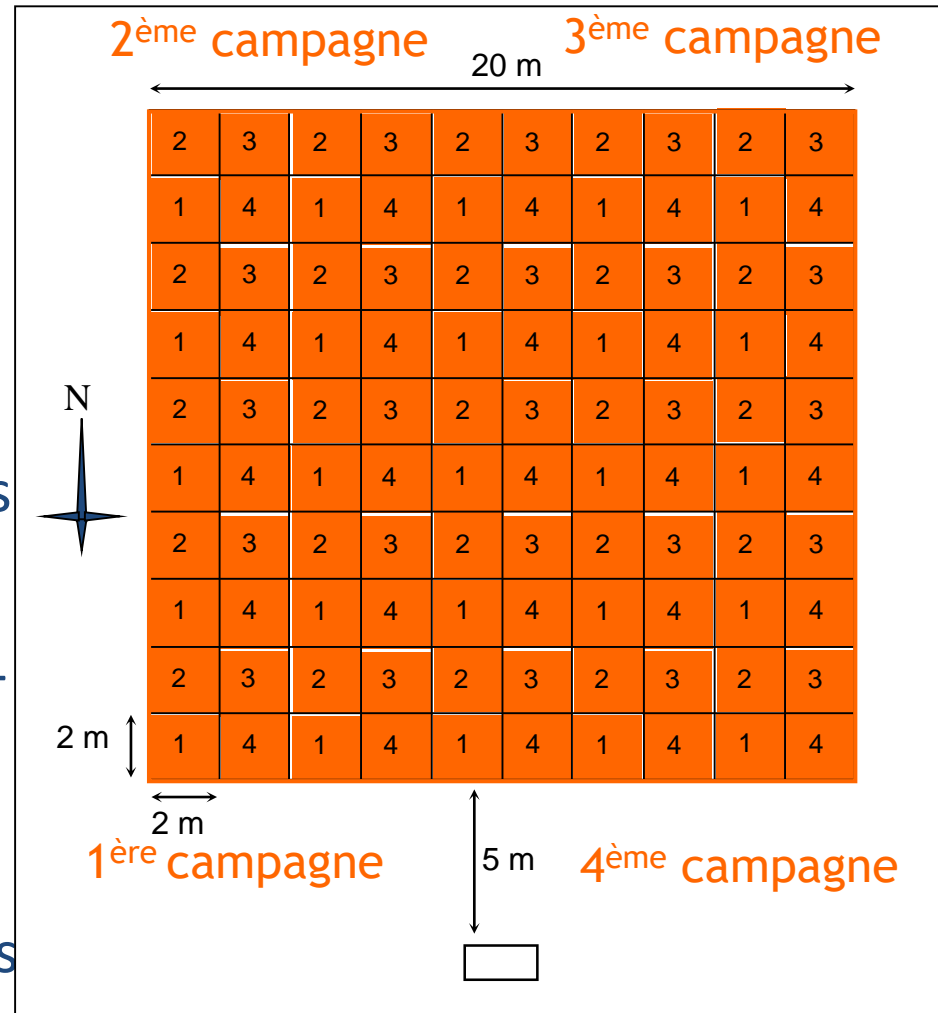 2ème campagne 3ème campagne
20 m
2 3 2 3 2 3 2 3 2 3
1 4 1 4 1 4 1 4 1 4
2 3 2 3 2 3 2 3 2 3
1 4 1 4 1 4 1 4 1 4
N
2 3 2 3 2 3 2 3 2 3
s
1 4 1 4 1 4 1 4 1 4
2 3 2 3 2 3 2 3 2 3
1 4 1 4 1 4 1 4 1 4
2 3 2 3 2 3 2 3 2 3
2 m
1 4 1 4 1 4 1 4 1 4
2 m
1ère campagne
5 m
4ème campagne
s